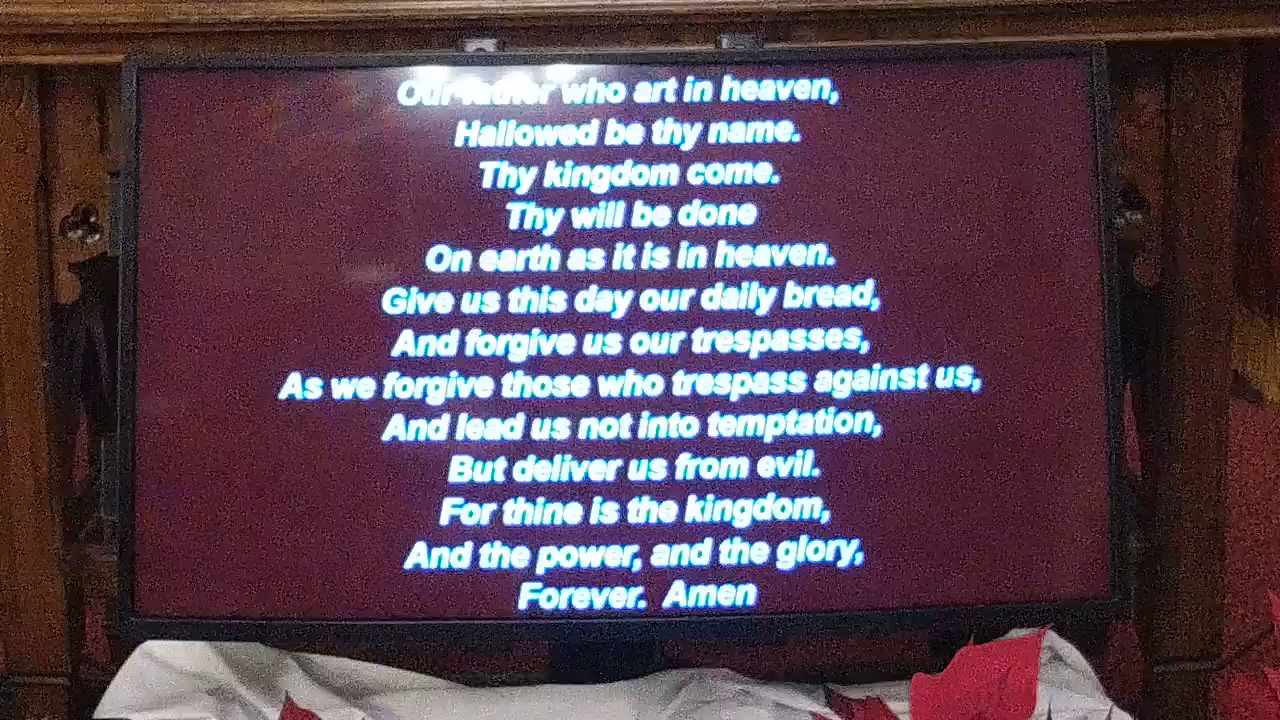 Our father who art in heaven,
Hallowed be thy name.
Thy kingdom come.
Thy will be done
On earth as it is in heaven.
Give us this day our daily bread,
And forgive us our trespasses,
As we forgive those who trespass against us,
And lead us not into temptation,
But deliver us from evil.
For thine is the kingdom,
And the power, and the glory,
Forever.  Amen